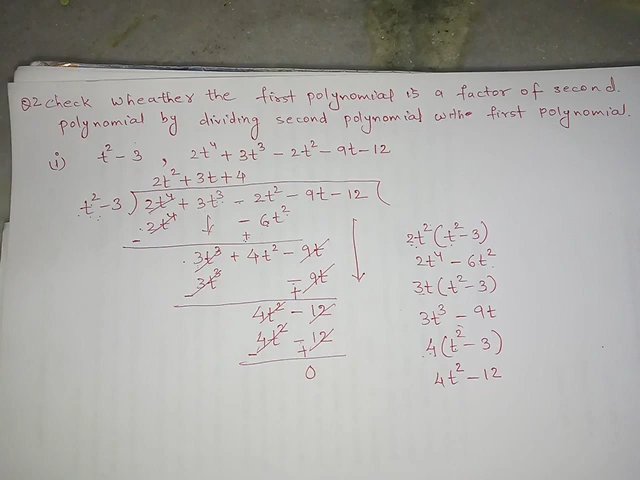 Q2 check wheather the first polynomial is a factor of second
polynomial by dividing second polynomial withe first polynomial.
i) t² - 3 , 2t⁴ + 3t³ - 2t² - 9t - 12
2t² + 3t + 4
t² - 3 ) 2t⁴ + 3t³ - 2t² - 9t - 12 (
2t⁴ ↓ - 6t²
- +
3t³ + 4t² - 9t
3t³ - 9t
- +
4t² - 12
4t² - 12
- +
0
2t² (t² - 3)
2t⁴ - 6t²
3t (t² - 3)
3t³ - 9t
4 (t² - 3)
4t² - 12